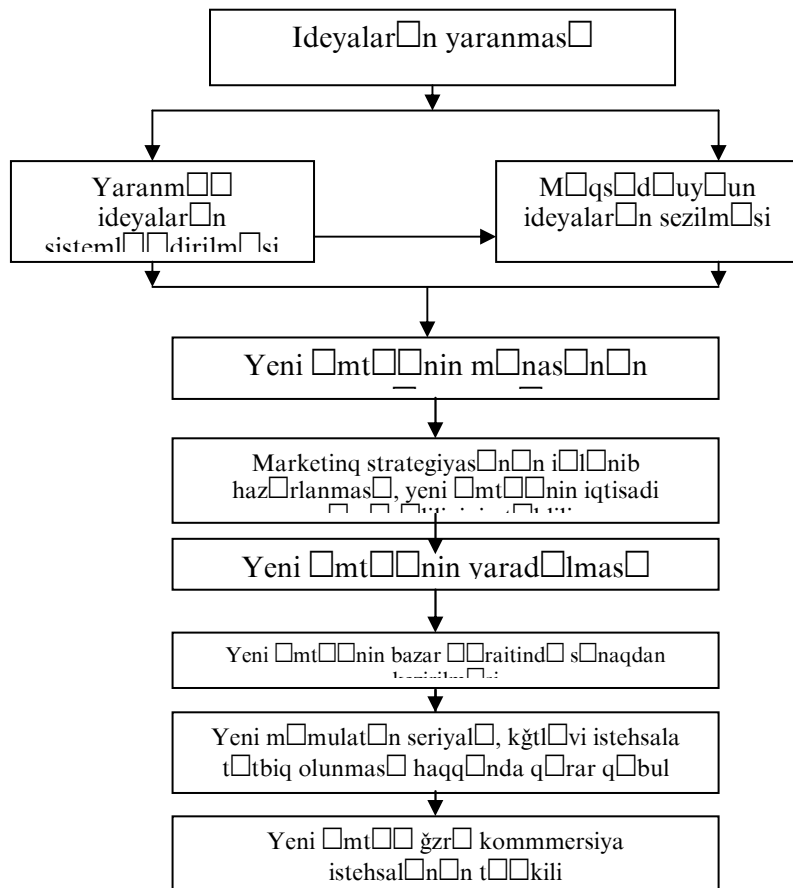 Ideyalar□n yaranmas□
Yaranm□□
ideyalar□n
sisteml□□dirilm□si
M□qs□d□uy□un
ideyalar□n sezilm□si
Yeni □mt□□nin m□nas□n□n
Marketinq strategiyas□n□n i□l□nib
haz□rlanmas□, yeni □mt□□nin iqtisadi
Yeni □mt□□nin yarad□lmas□
Yeni □mt□□nin bazar □□raitind□ s□naqdan
Yeni m□mulat□n seriyal□, kğtl□vi istehsala
t□tbiq olunmas□ haqq□nda q□rar q□bul
Yeni □mt□□ ğzr□ kommmersiya
istehsal□n□n t□□kili